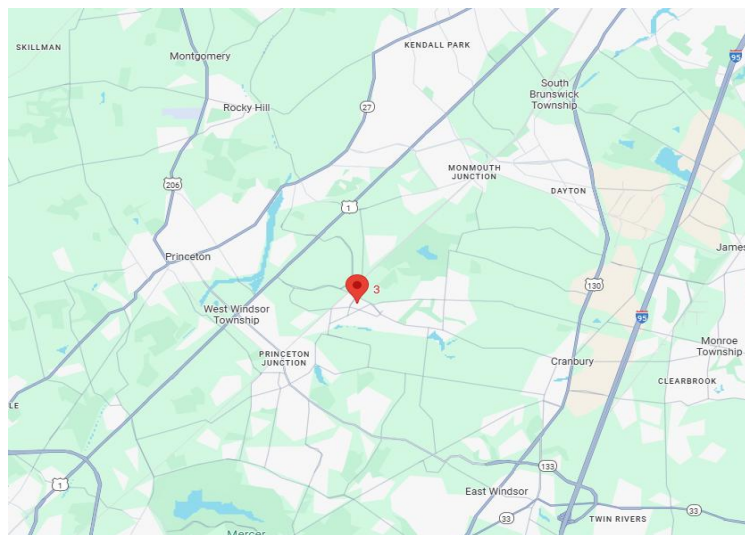 SKILLMAN
Montgomery
KENDALL PARK
95
South
Brunswick
Township
Rocky Hill
27
MONMOUTH
JUNCTION
DAYTON
206
1
James
Princeton
3
130
West Windsor
Township
95
Monroe
Township
PRINCETON
JUNCTION
Cranbury
CLEARBROOK
LE
133
1
East Windsor
33
33
TWIN RIVERS
Mercer